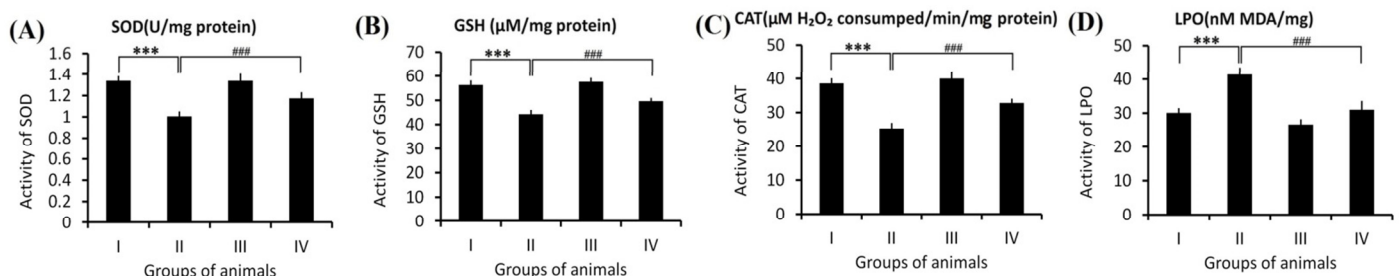 (A)
SOD(U/mg protein)
***
###
1.6
1.4
1.2
1
0.8
0.6
0.4
0.2
0
Activity of SOD
I II III IV
Groups of animals
(B)
GSH (µM/mg protein)
***
###
70
60
50
40
30
20
10
0
Activity of GSH
I II III IV
Groups of animals
(C)
CAT(µM H₂O₂ consumped/min/mg protein)
***
###
50
40
30
20
10
0
Activity of CAT
I II III IV
Groups of animals
(D)
LPO(nM MDA/mg)
***
###
50
40
30
20
10
0
Activity of LPO
I II III IV
Groups of animals